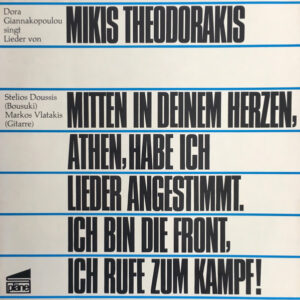 Dora
Giannakopoulou
singt
Lieder von
MIKIS THEODORAKIS
Stelios Doussis
(Bousuki)
Markos Vlatakis
(Gitarre)
MITTEN IN DEINEM HERZEN,
ATHEN, HABE ICH
LIEDER ANGESTIMMT.
ICH BIN DIE FRONT,
ICH RUFE ZUM KAMPF!
pläne